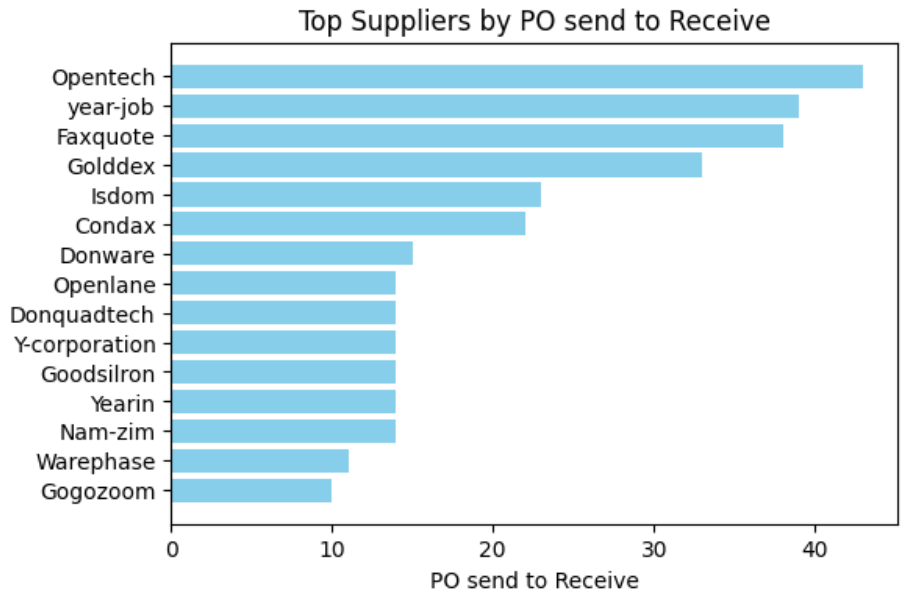 Top Suppliers by PO send to Receive
Opentech
year-job
Faxquote
Golddex
Isdom
Condax
Donware
Openlane
Donquadtech
Y-corporation
Goodsilron
Yearin
Nam-zim
Warephase
Gogozoom
0 10 20 30 40
PO send to Receive